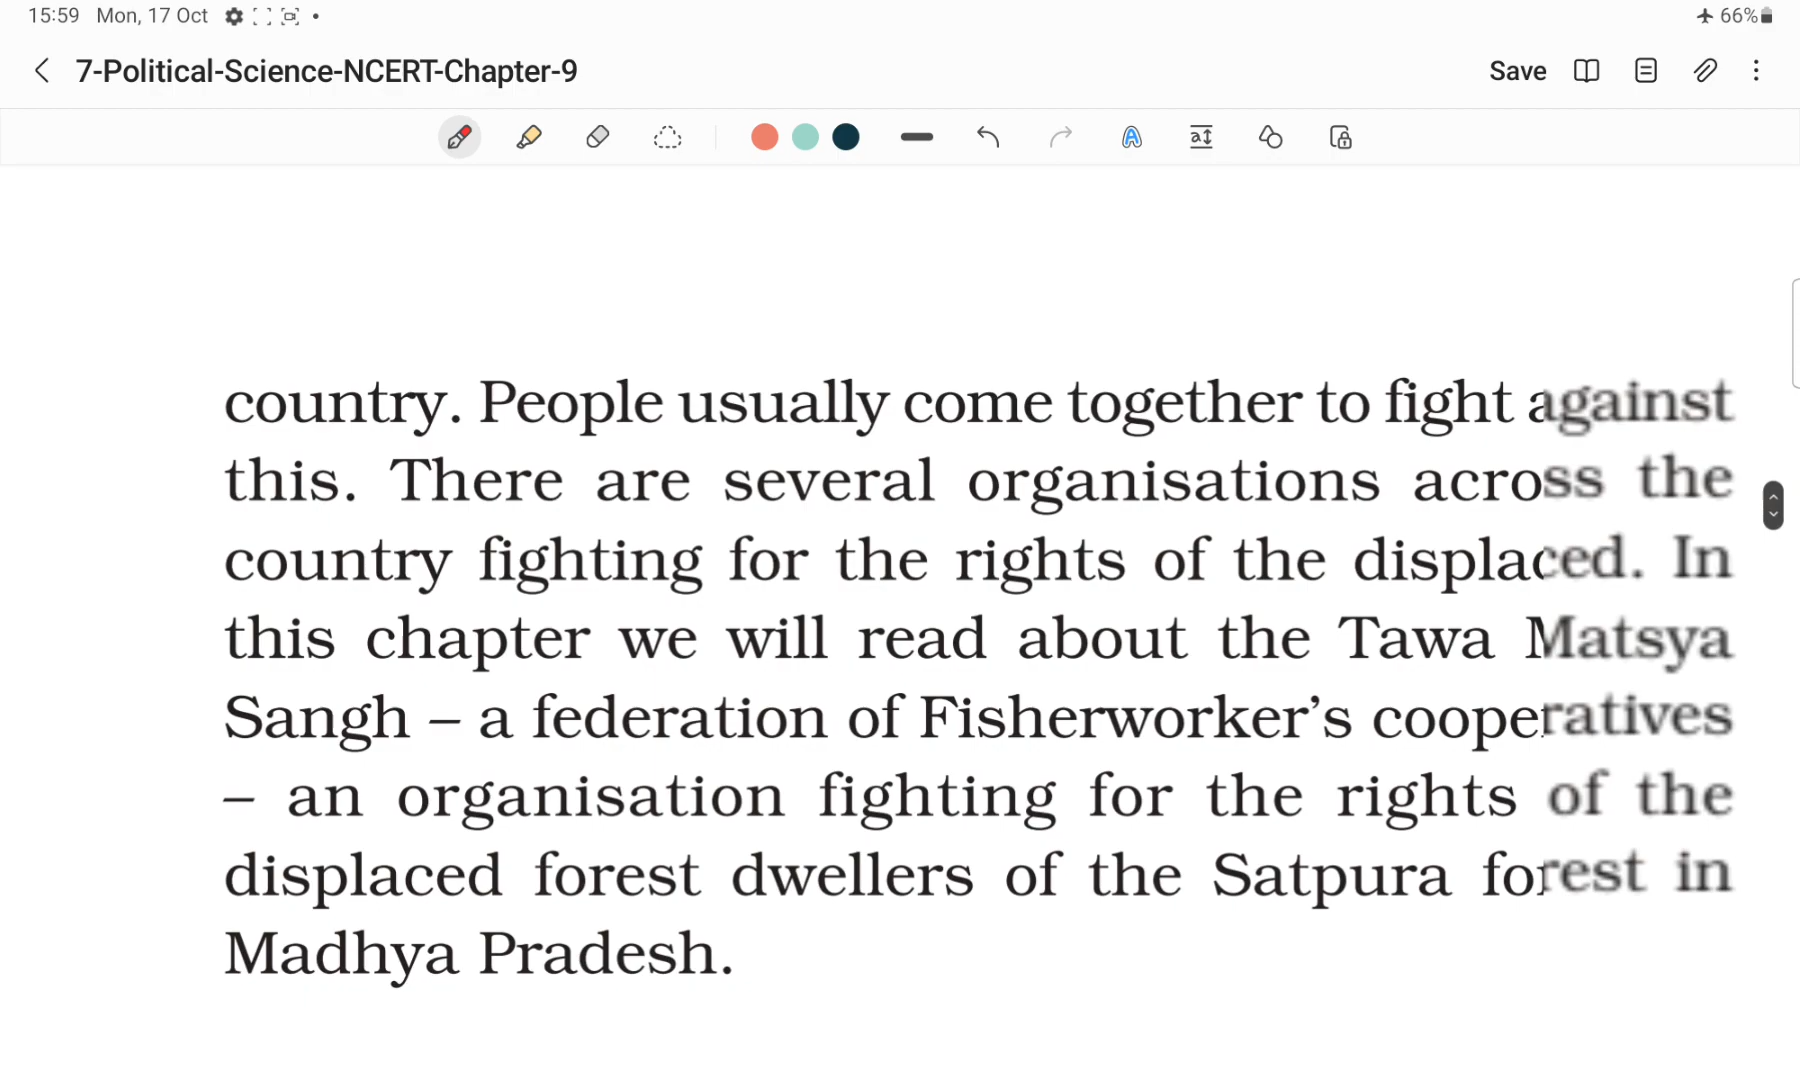 15:59 Mon, 17 Oct 66%
7-Political-Science-NCERT-Chapter-9 Save
country. People usually come together to fight against
this. There are several organisations across the
country fighting for the rights of the displaced. In
this chapter we will read about the Tawa Matsya
Sangh – a federation of Fisherworker’s cooperatives
– an organisation fighting for the rights of the
displaced forest dwellers of the Satpura forest in
Madhya Pradesh.